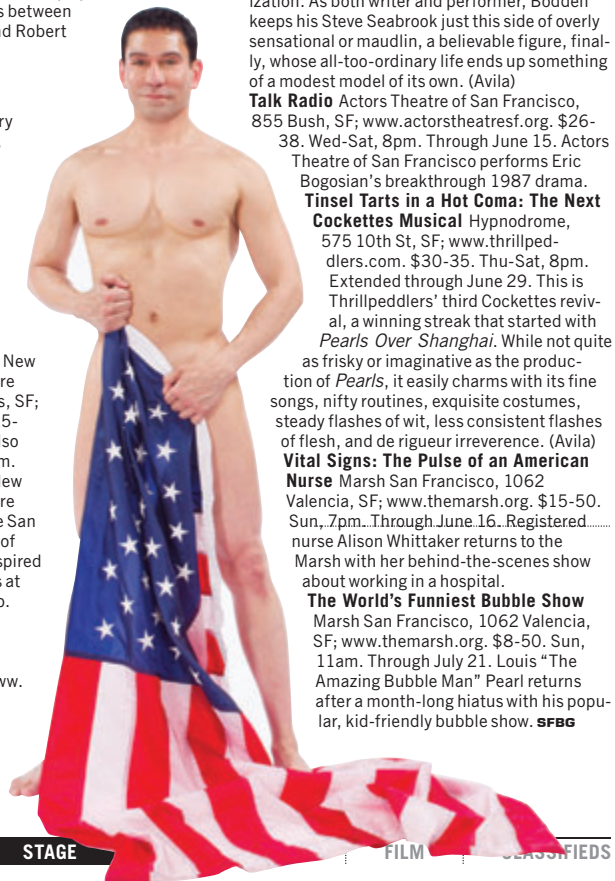 s between
nd Robert
ry
New
re
s, SF;
5-
lso
m.
lew
re
e San
of
spired
s at
o.
ww.
ization. As both writer and performer, Bodden
keeps his Steve Seabrook just this side of overly
sensational or maudlin, a believable figure, final-
ly, whose all-too-ordinary life ends up something
of a modest model of its own. (Avila)
Talk Radio Actors Theatre of San Francisco,
855 Bush, SF; www.actorstheatresf.org. $26-
38. Wed-Sat, 8pm. Through June 15. Actors
Theatre of San Francisco performs Eric
Bogosian's breakthrough 1987 drama.
Tinsel Tarts in a Hot Coma: The Next
Cockettes Musical Hypnodrome,
575 10th St, SF; www.thrillped-
dlers.com. $30-35. Thu-Sat, 8pm.
Extended through June 29. This is
Thrillpeddlers' third Cockettes reviv-
al, a winning streak that started with
Pearls Over Shanghai. While not quite
as frisky or imaginative as the produc-
tion of Pearls, it easily charms with its fine
songs, nifty routines, exquisite costumes,
steady flashes of wit, less consistent flashes
of flesh, and de rigueur irreverence. (Avila)
Vital Signs: The Pulse of an American
Nurse Marsh San Francisco, 1062
Valencia, SF; www.themarsh.org. $15-50.
Sun, 7pm. Through June 16. Registered
nurse Alison Whittaker returns to the
Marsh with her behind-the-scenes show
about working in a hospital.
The World's Funniest Bubble Show
Marsh San Francisco, 1062 Valencia,
SF; www.themarsh.org. $8-50. Sun,
11am. Through July 21. Louis "The
Amazing Bubble Man" Pearl returns
after a month-long hiatus with his popu-
lar, kid-friendly bubble show. SFBG
STAGE FILM CLASSIFIEDS